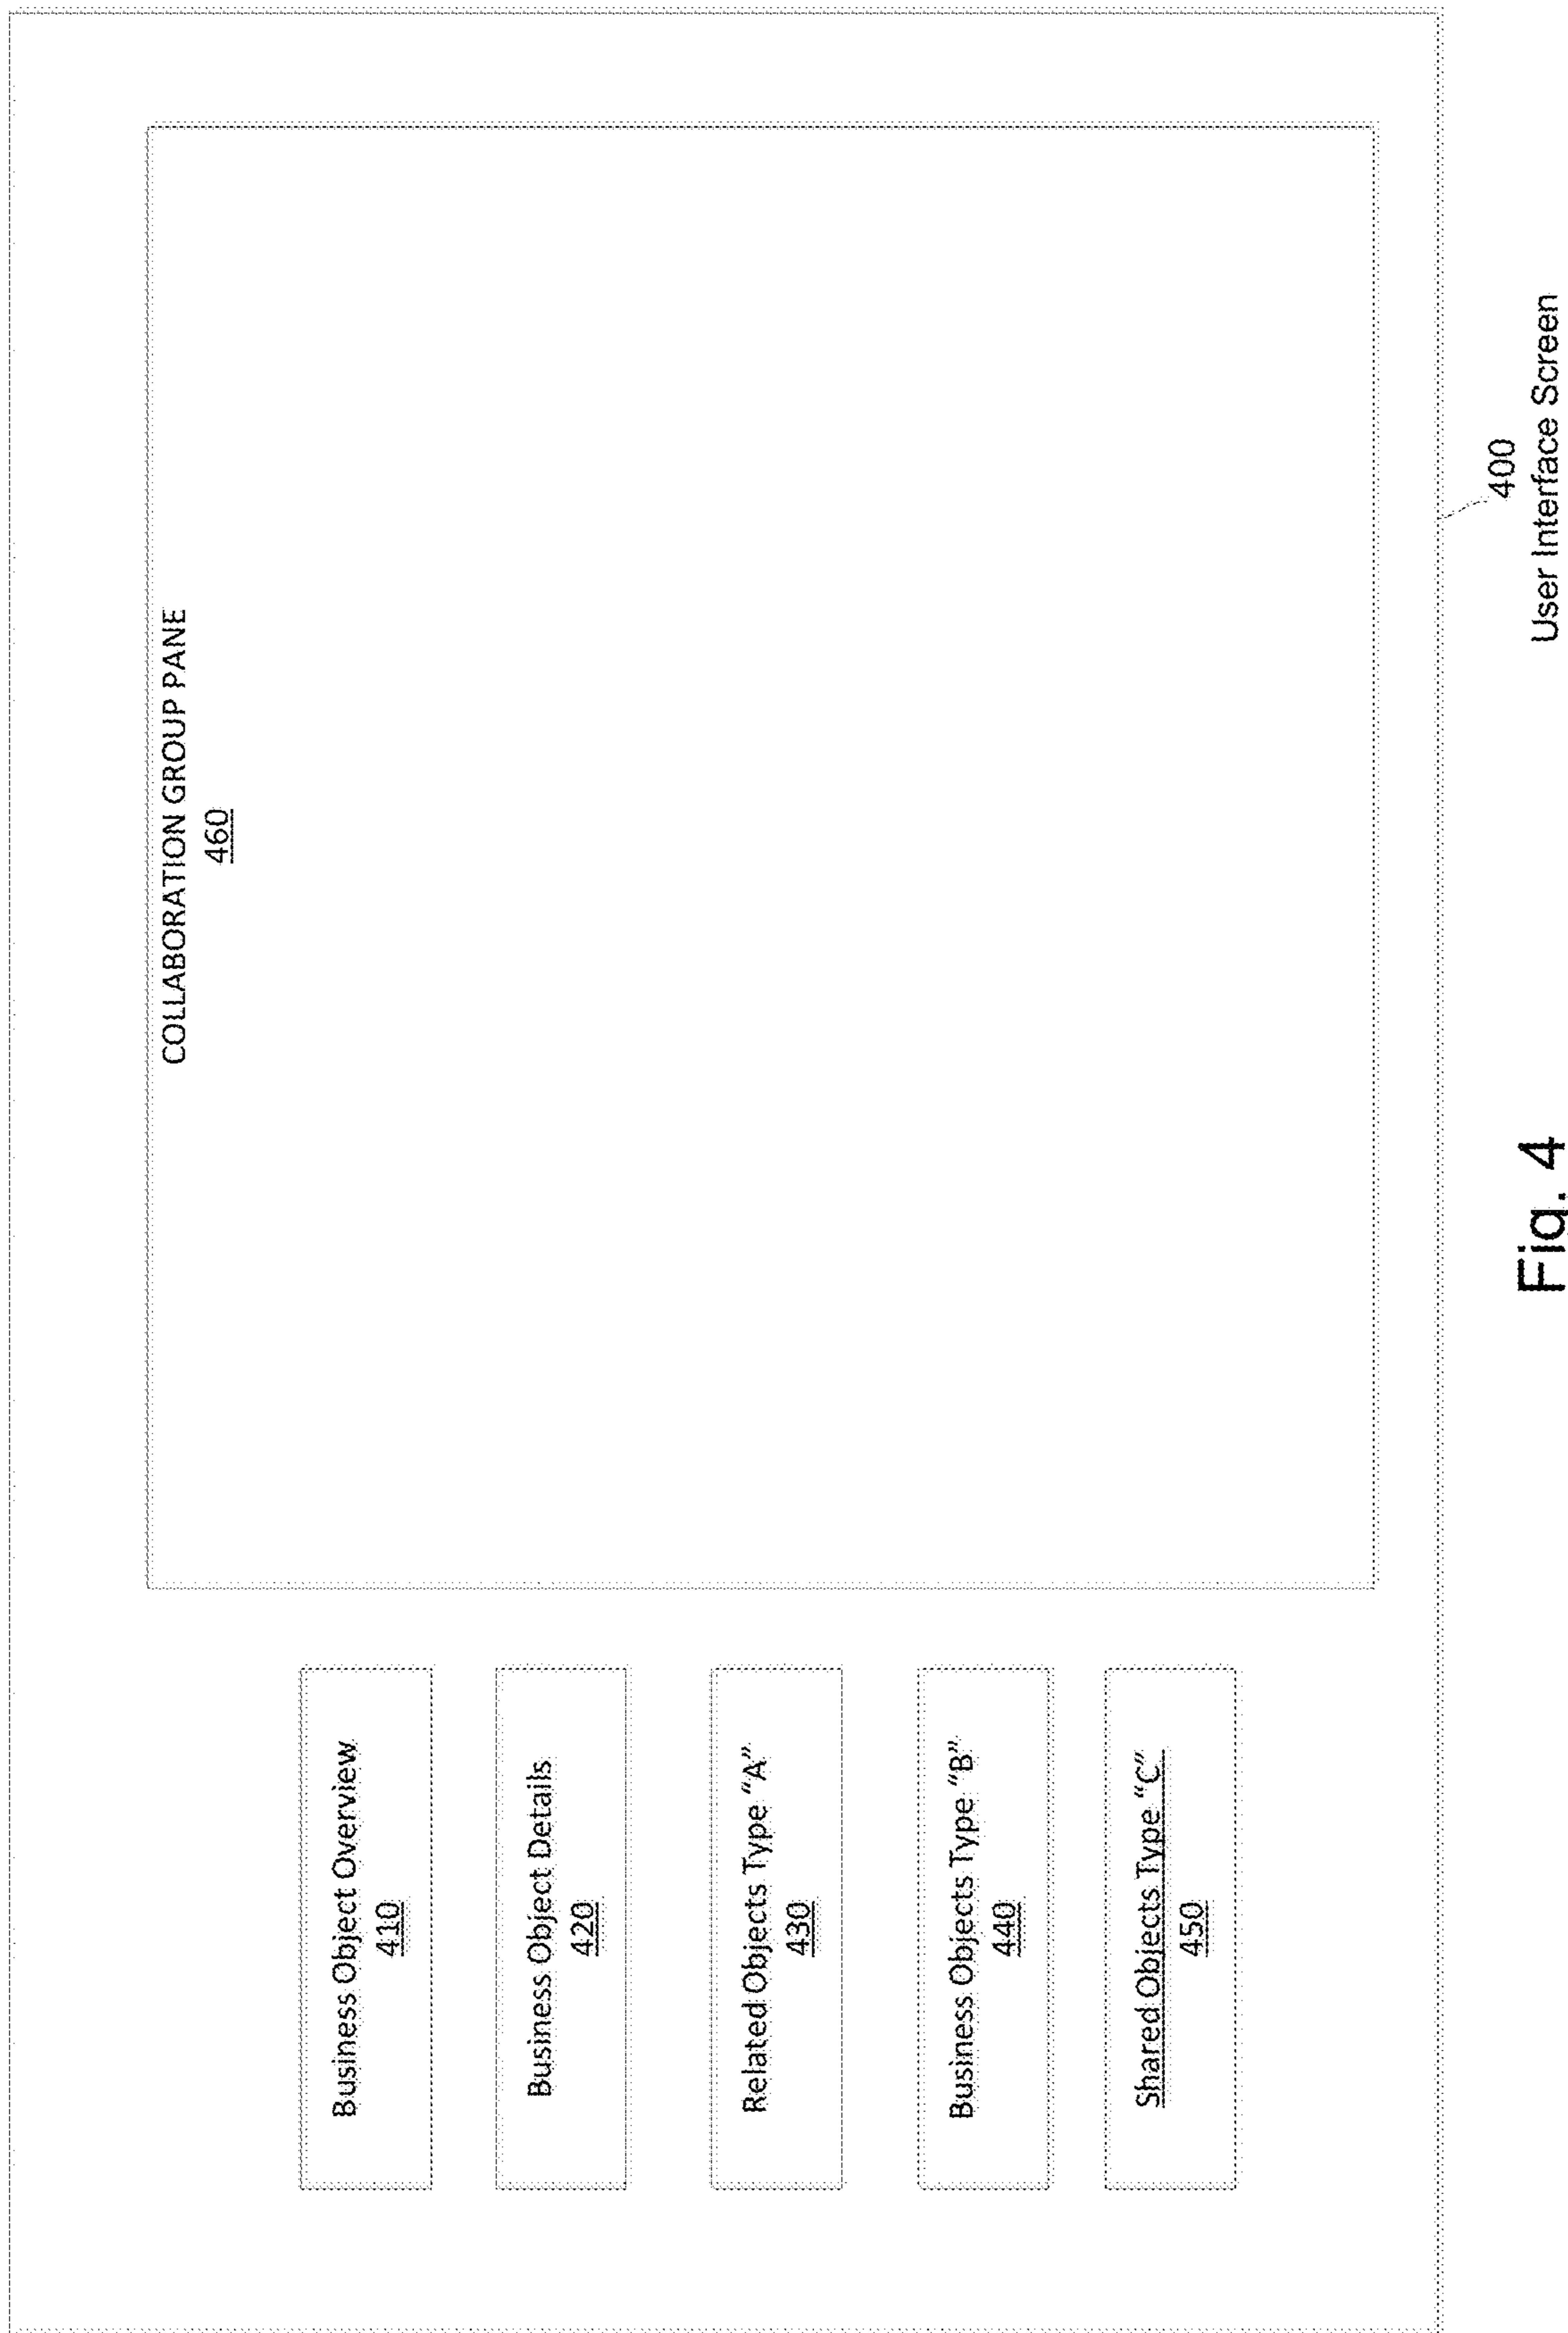 Business Object Overview
410
Business Object Details
420
Related Objects Type “A”
430
Business Objects Type “B”
440
Shared Objects Type “C”
450
COLLABORATION GROUP PANE
460
400
User Interface Screen
Fig. 4